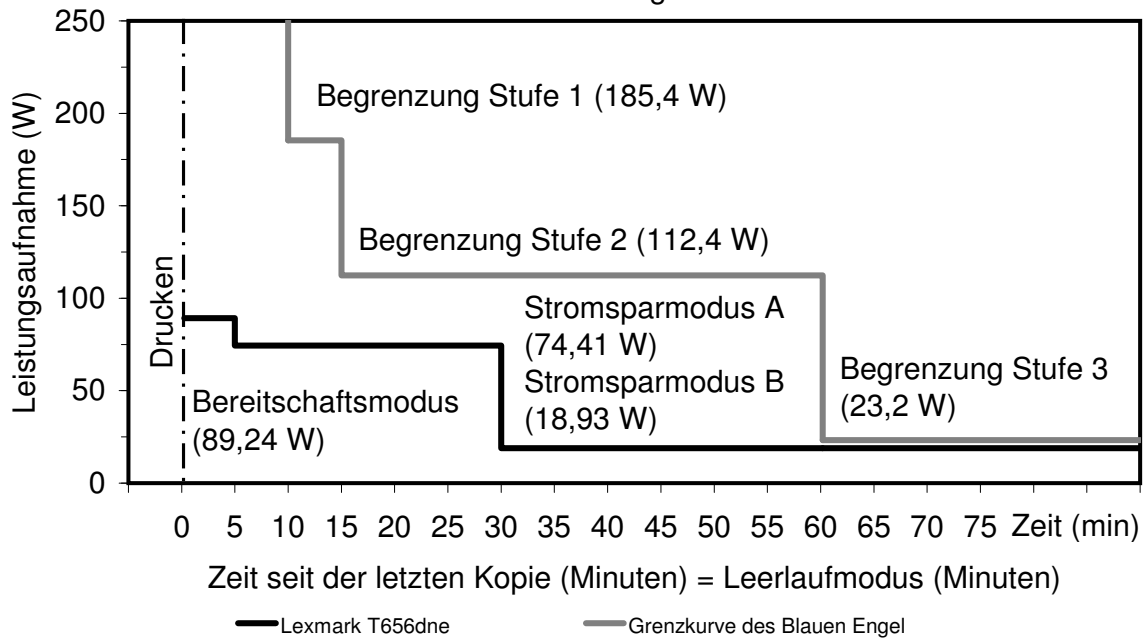 250
200
150
100
50
0
Leistungsaufnahme (W)
Drucken
Begrenzung Stufe 1 (185,4 W)
Begrenzung Stufe 2 (112,4 W)
Stromsparmodus A
(74,41 W)
Stromsparmodus B
(18,93 W)
Begrenzung Stufe 3
(23,2 W)
Bereitschaftsmodus
(89,24 W)
0 5 10 15 20 25 30 35 40 45 50 55 60 65 70 75 Zeit (min)
Zeit seit der letzten Kopie (Minuten) = Leerlaufmodus (Minuten)
Lexmark T656dne Grenzkurve des Blauen Engel